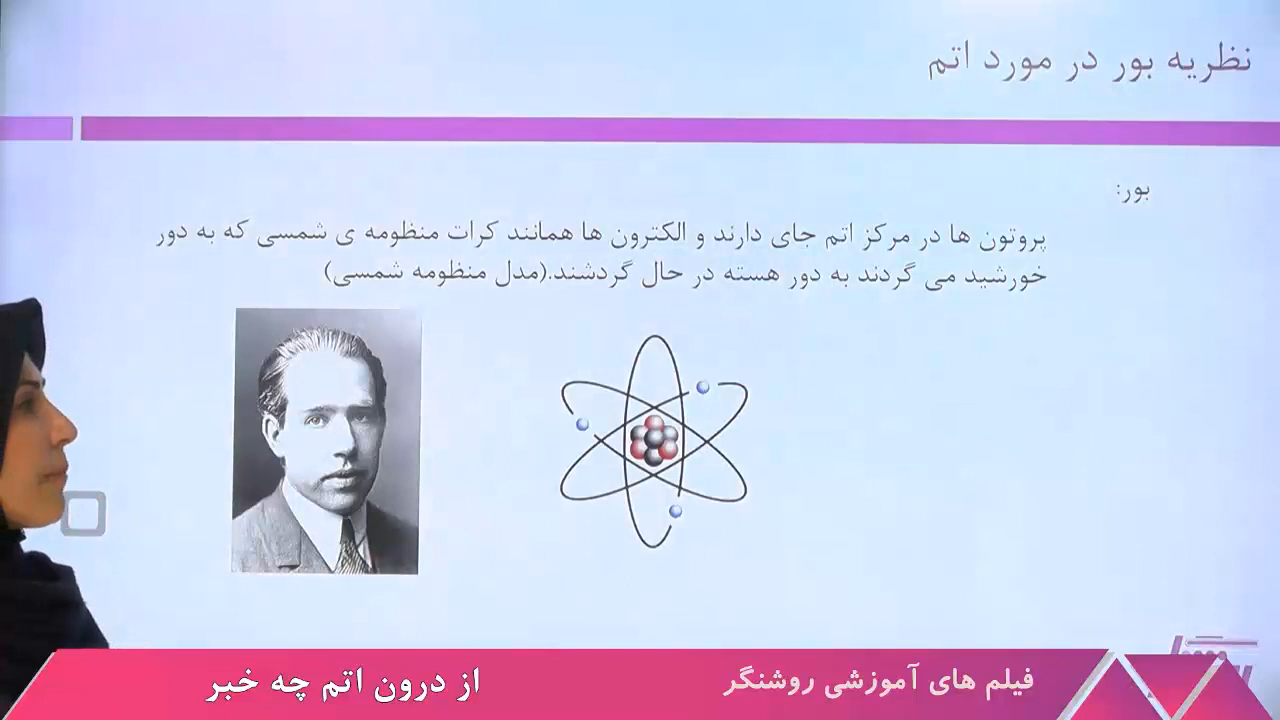 نظریه بور در مورد اتم
بور:
پروتون ها در مرکز اتم جای دارند و الکترون ها همانند کرات منظومه ی شمسی که به دور
خورشید می گردند به دور هسته در حال گردشند.(مدل منظومه شمسی)
فیلم های آموزشی روشنگر
از درون اتم چه خبر